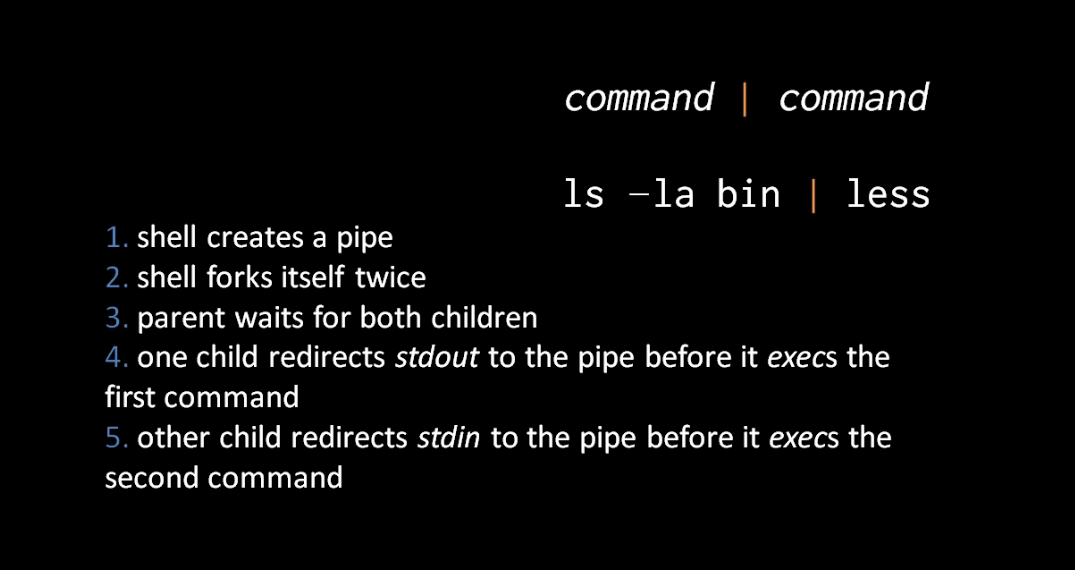 command | command
ls –la bin | less
1. shell creates a pipe
2. shell forks itself twice
3. parent waits for both children
4. one child redirects stdout to the pipe before it execs the
first command
5. other child redirects stdin to the pipe before it execs the
second command